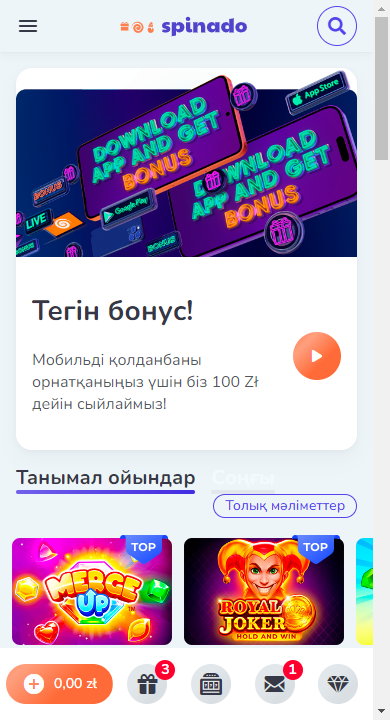 spinado
DOWNLOAD
APP AND GET
BONUS
App Store
DOWNLOAD
APP AND GET
BONUS
BONUS
LIVE
Google Play
BONUS
Тегін бонус!
Мобильді қолданбаны
орнатқаныңыз үшін біз 100 Zł
дейін сыйлаймыз!
Танымал ойындар
Соңғы
Толық мәліметтер
TOP
MERGE
UP
TOP
ROYAL
JOKER
HOLD AND WIN
0,00 zł
3
1